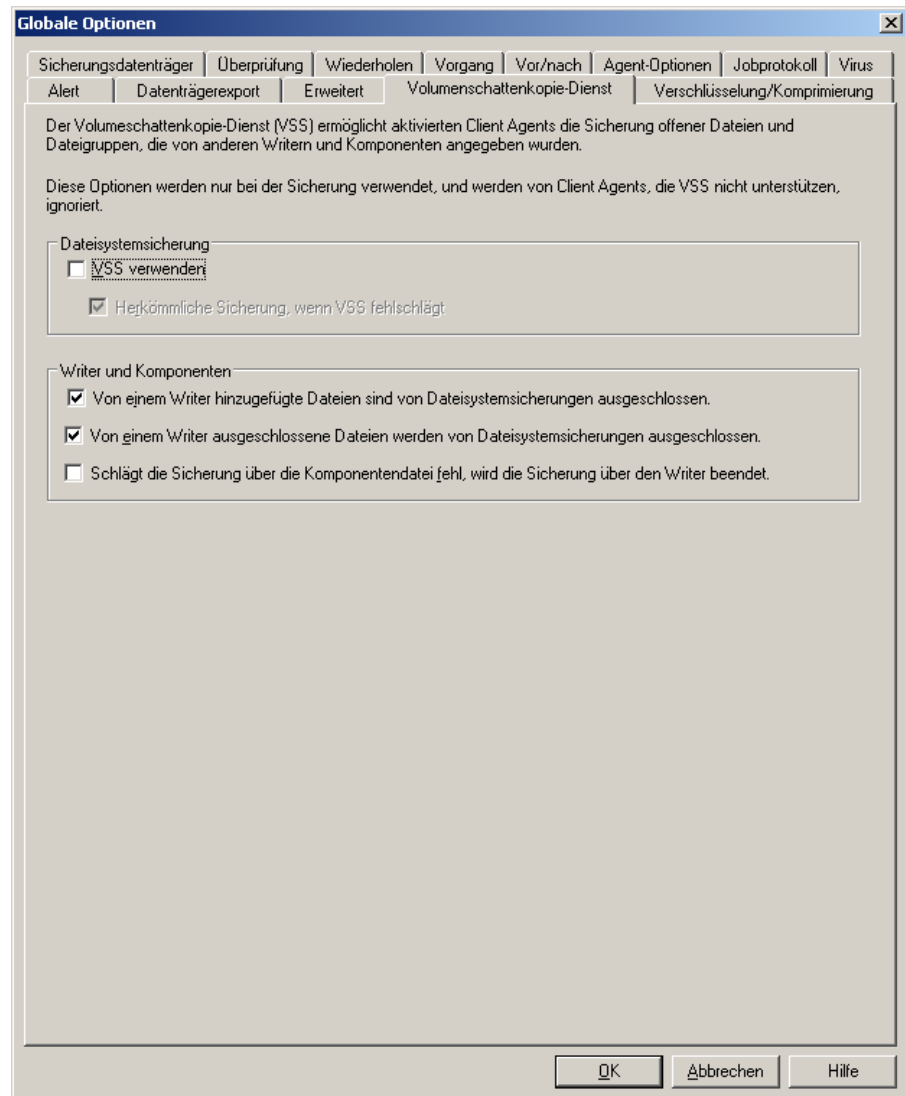 Globale Optionen
Sicherungsdatenträger Überprüfung Wiederholen Vorgang Vor/nach Agent-Optionen Jobprotokoll Virus
Alert Datenträgerexport Erweitert Volumenschattenkopie-Dienst Verschlüsselung/Komprimierung
Der Volumeschattenkopie-Dienst (VSS) ermöglicht aktivierten Client Agents die Sicherung offener Dateien und
Dateigruppen, die von anderen Writern und Komponenten angegeben wurden.
Diese Optionen werden nur bei der Sicherung verwendet, und werden von Client Agents, die VSS nicht unterstützen,
ignoriert.
Dateisystemsicherung
VSS verwenden
Herkömmliche Sicherung, wenn VSS fehlschlägt
Writer und Komponenten
Von einem Writer hinzugefügte Dateien sind von Dateisystemsicherungen ausgeschlossen.
Von einem Writer ausgeschlossene Dateien werden von Dateisystemsicherungen ausgeschlossen.
Schlägt die Sicherung über die Komponentendatei fehl, wird die Sicherung über den Writer beendet.
OK Abbrechen Hilfe